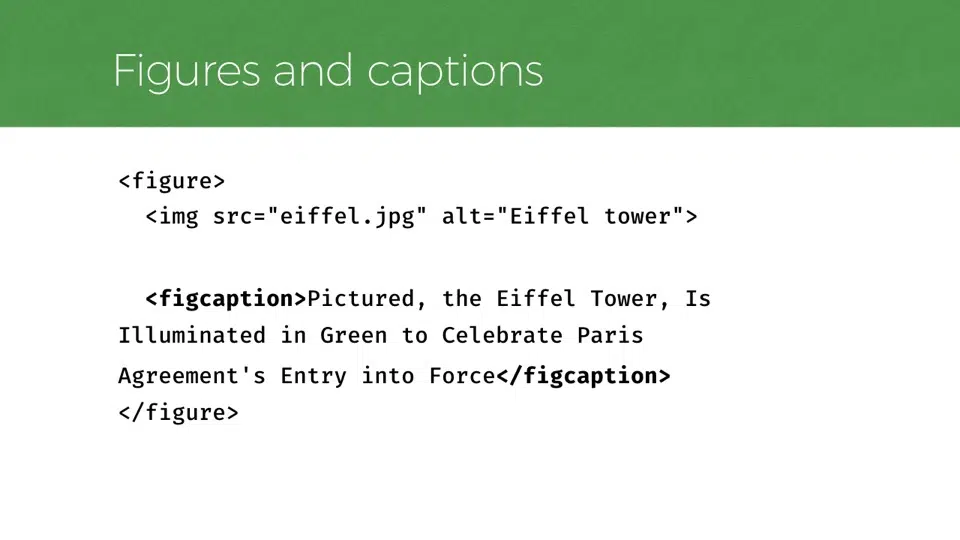 Figures and captions
<figure>
<img src="eiffel.jpg" alt="Eiffel tower">
<figcaption>Pictured, the Eiffel Tower, Is
Illuminated in Green to Celebrate Paris
Agreement's Entry into Force</figcaption>
</figure>